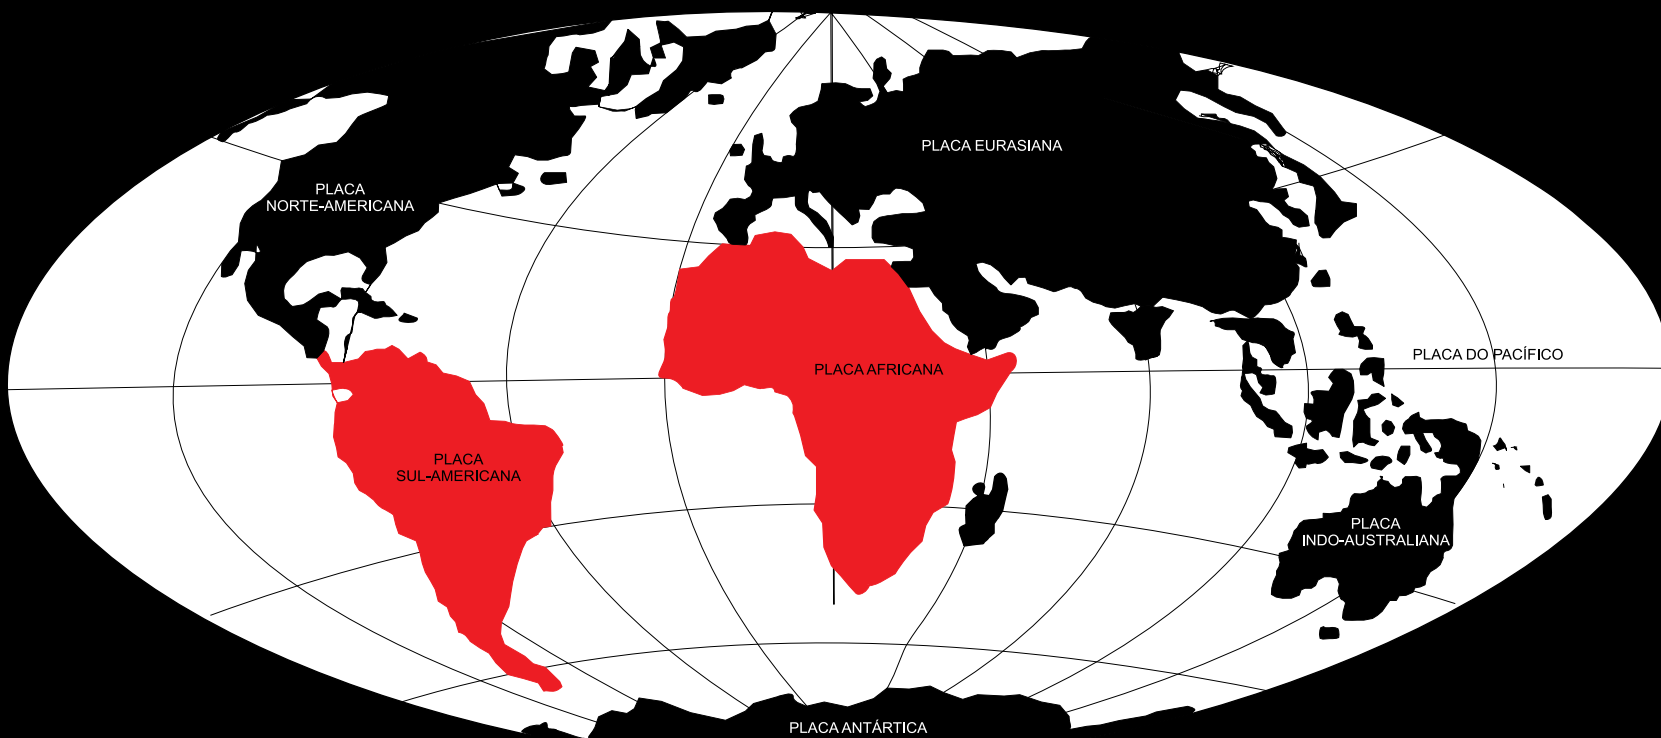 PLACA EURASIANA
PLACA
NORTE-AMERICANA
PLACA DO PACÍFICO
PLACA AFRICANA
PLACA
SUL-AMERICANA
PLACA
INDO-AUSTRALIANA
PLACA ANTÁRTICA